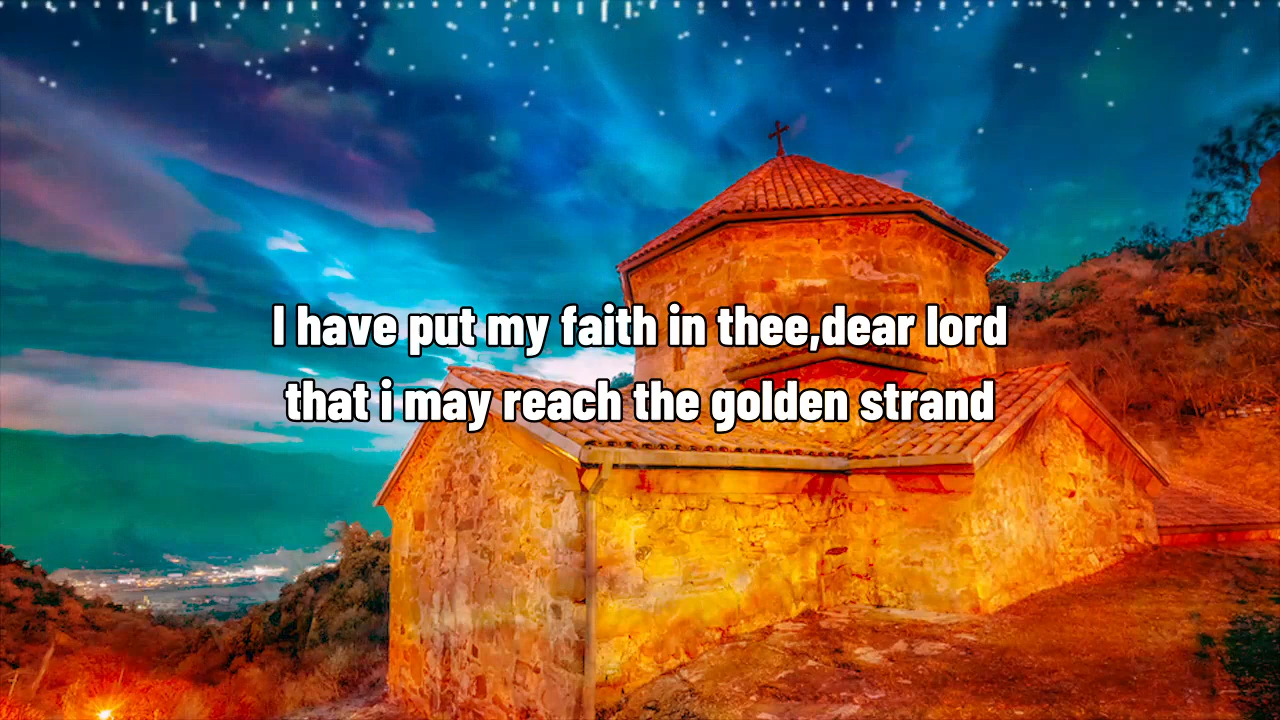 I have put my faith in thee,dear lord
that i may reach the golden strand